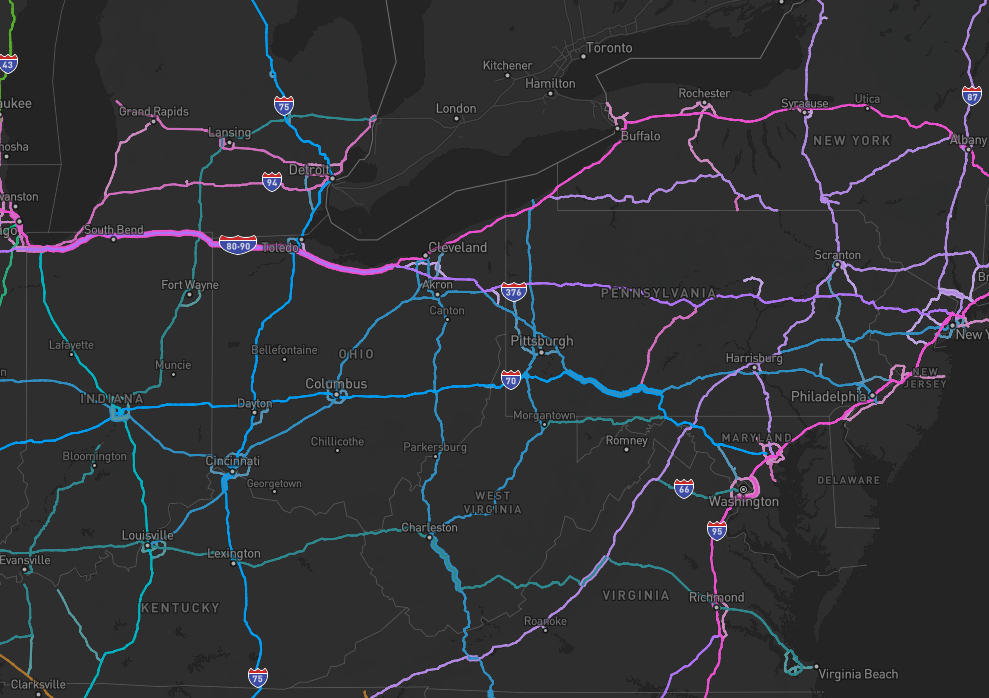 Toronto
Kitchener
43
Hamilton
Rochester
87
75
London
Syracuse
Utica
Grand Rapids
Lansing
Buffalo
NEW YORK
Albany
Detroit
94
South Bend
80-90
Toledo
Cleveland
Scranton
Fort Wayne
Akron
376
PENNSYLVANIA
Canton
New Y
Lafayette
Bellefontaine
OHIO
Pittsburgh
Harrisburg
Muncie
NEW
JERSEY
Columbus
70
INDIANA
Dayton
Philadelphia
Morgantown
Chillicothe
Parkersburg
Romney
MARYLAND
Bloomington
Cincinnati
Georgetown
66
DELAWARE
WEST
VIRGINIA
Washington
Louisville
Charleston
95
Evansville
Lexington
KENTUCKY
VIRGINIA
Richmond
Roanoke
75
Virginia Beach
Clarksville